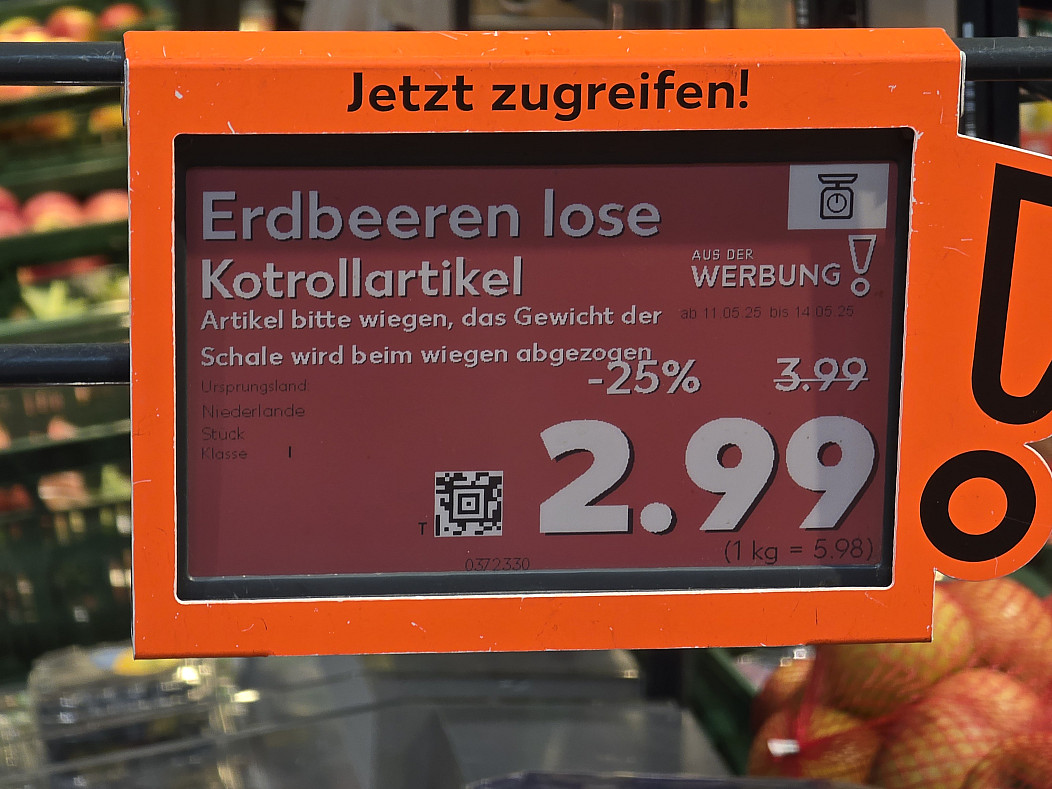 Jetzt zugreifen!
Erdbeeren lose
Kotrollartikel
AUS DER
WERBUNG
Artikel bitte wiegen, das Gewicht der
ab 11.05.25 bis 14.05.25
Schale wird beim wiegen abgezogen
-25% 3.99
Ursprungsland:
Niederlande
Stuck
Klasse I
2.99
T
(1 kg = 5.98)
0372330